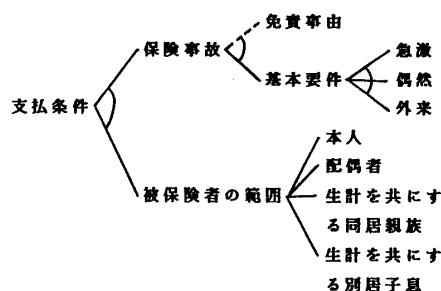 免責事由
保険事故
急激
基本要件
偶然
支払条件
外来
本人
配偶者
被保険者の範囲
生計を共にす
る同居親族
生計を共にす
る別居子息